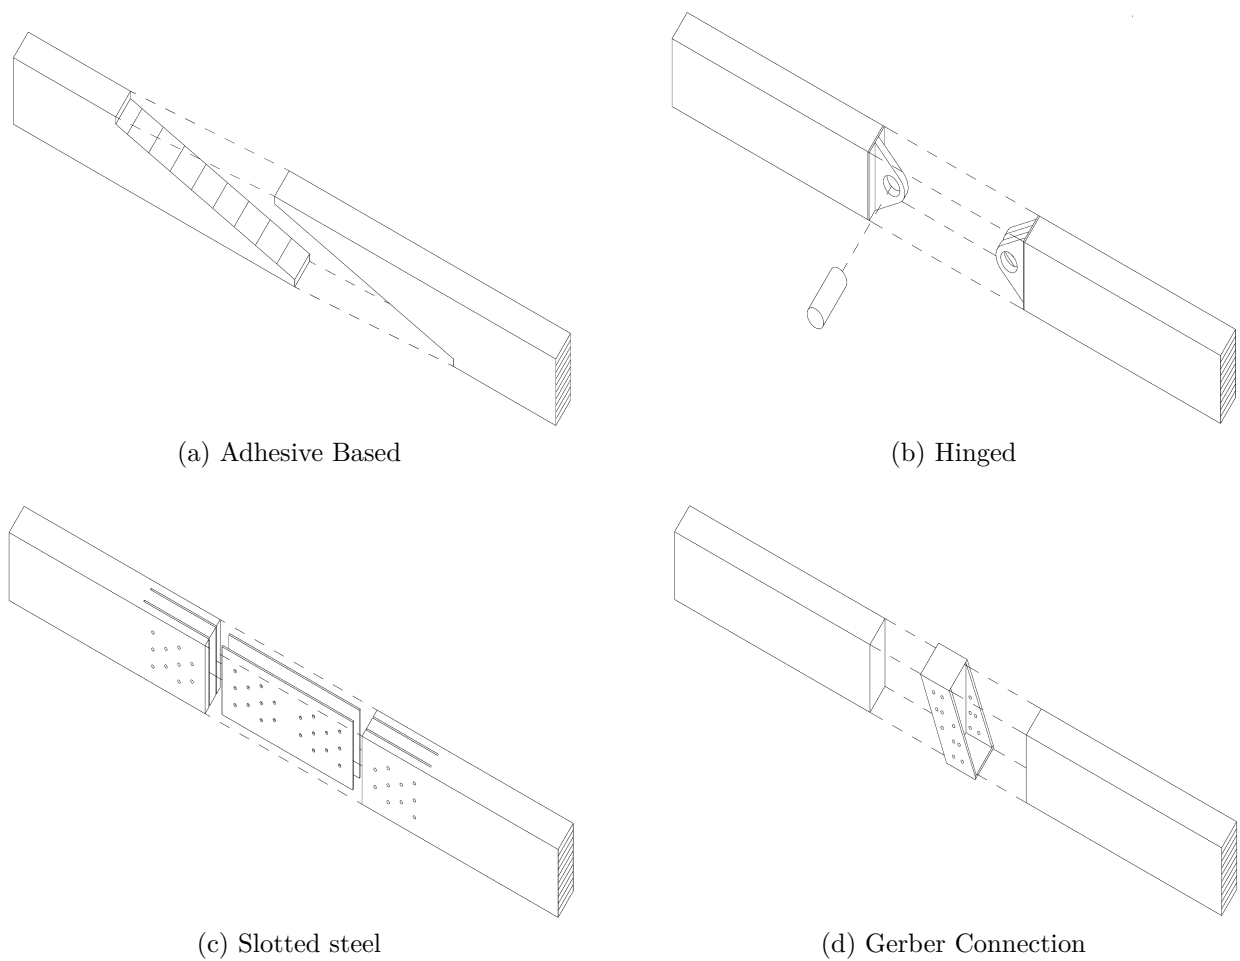 (a) Adhesive Based
(b) Hinged
(c) Slotted steel
(d) Gerber Connection